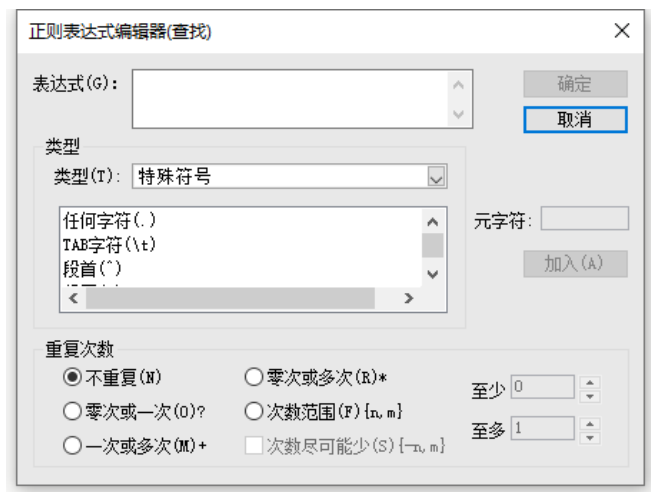 正则表达式编辑器(查找)
表达式(G):
确定
取消
类型
类型(T): 特殊符号
任何字符(.)
TAB字符(\t)
段首(^)
元字符:
加入(A)
重复次数
不重复(N)
零次或多次(R)*
至少 0
零次或一次(O)?
次数范围(F){n,m}
至多 1
一次或多次(M)+
次数尽可能少(S){-n,m}